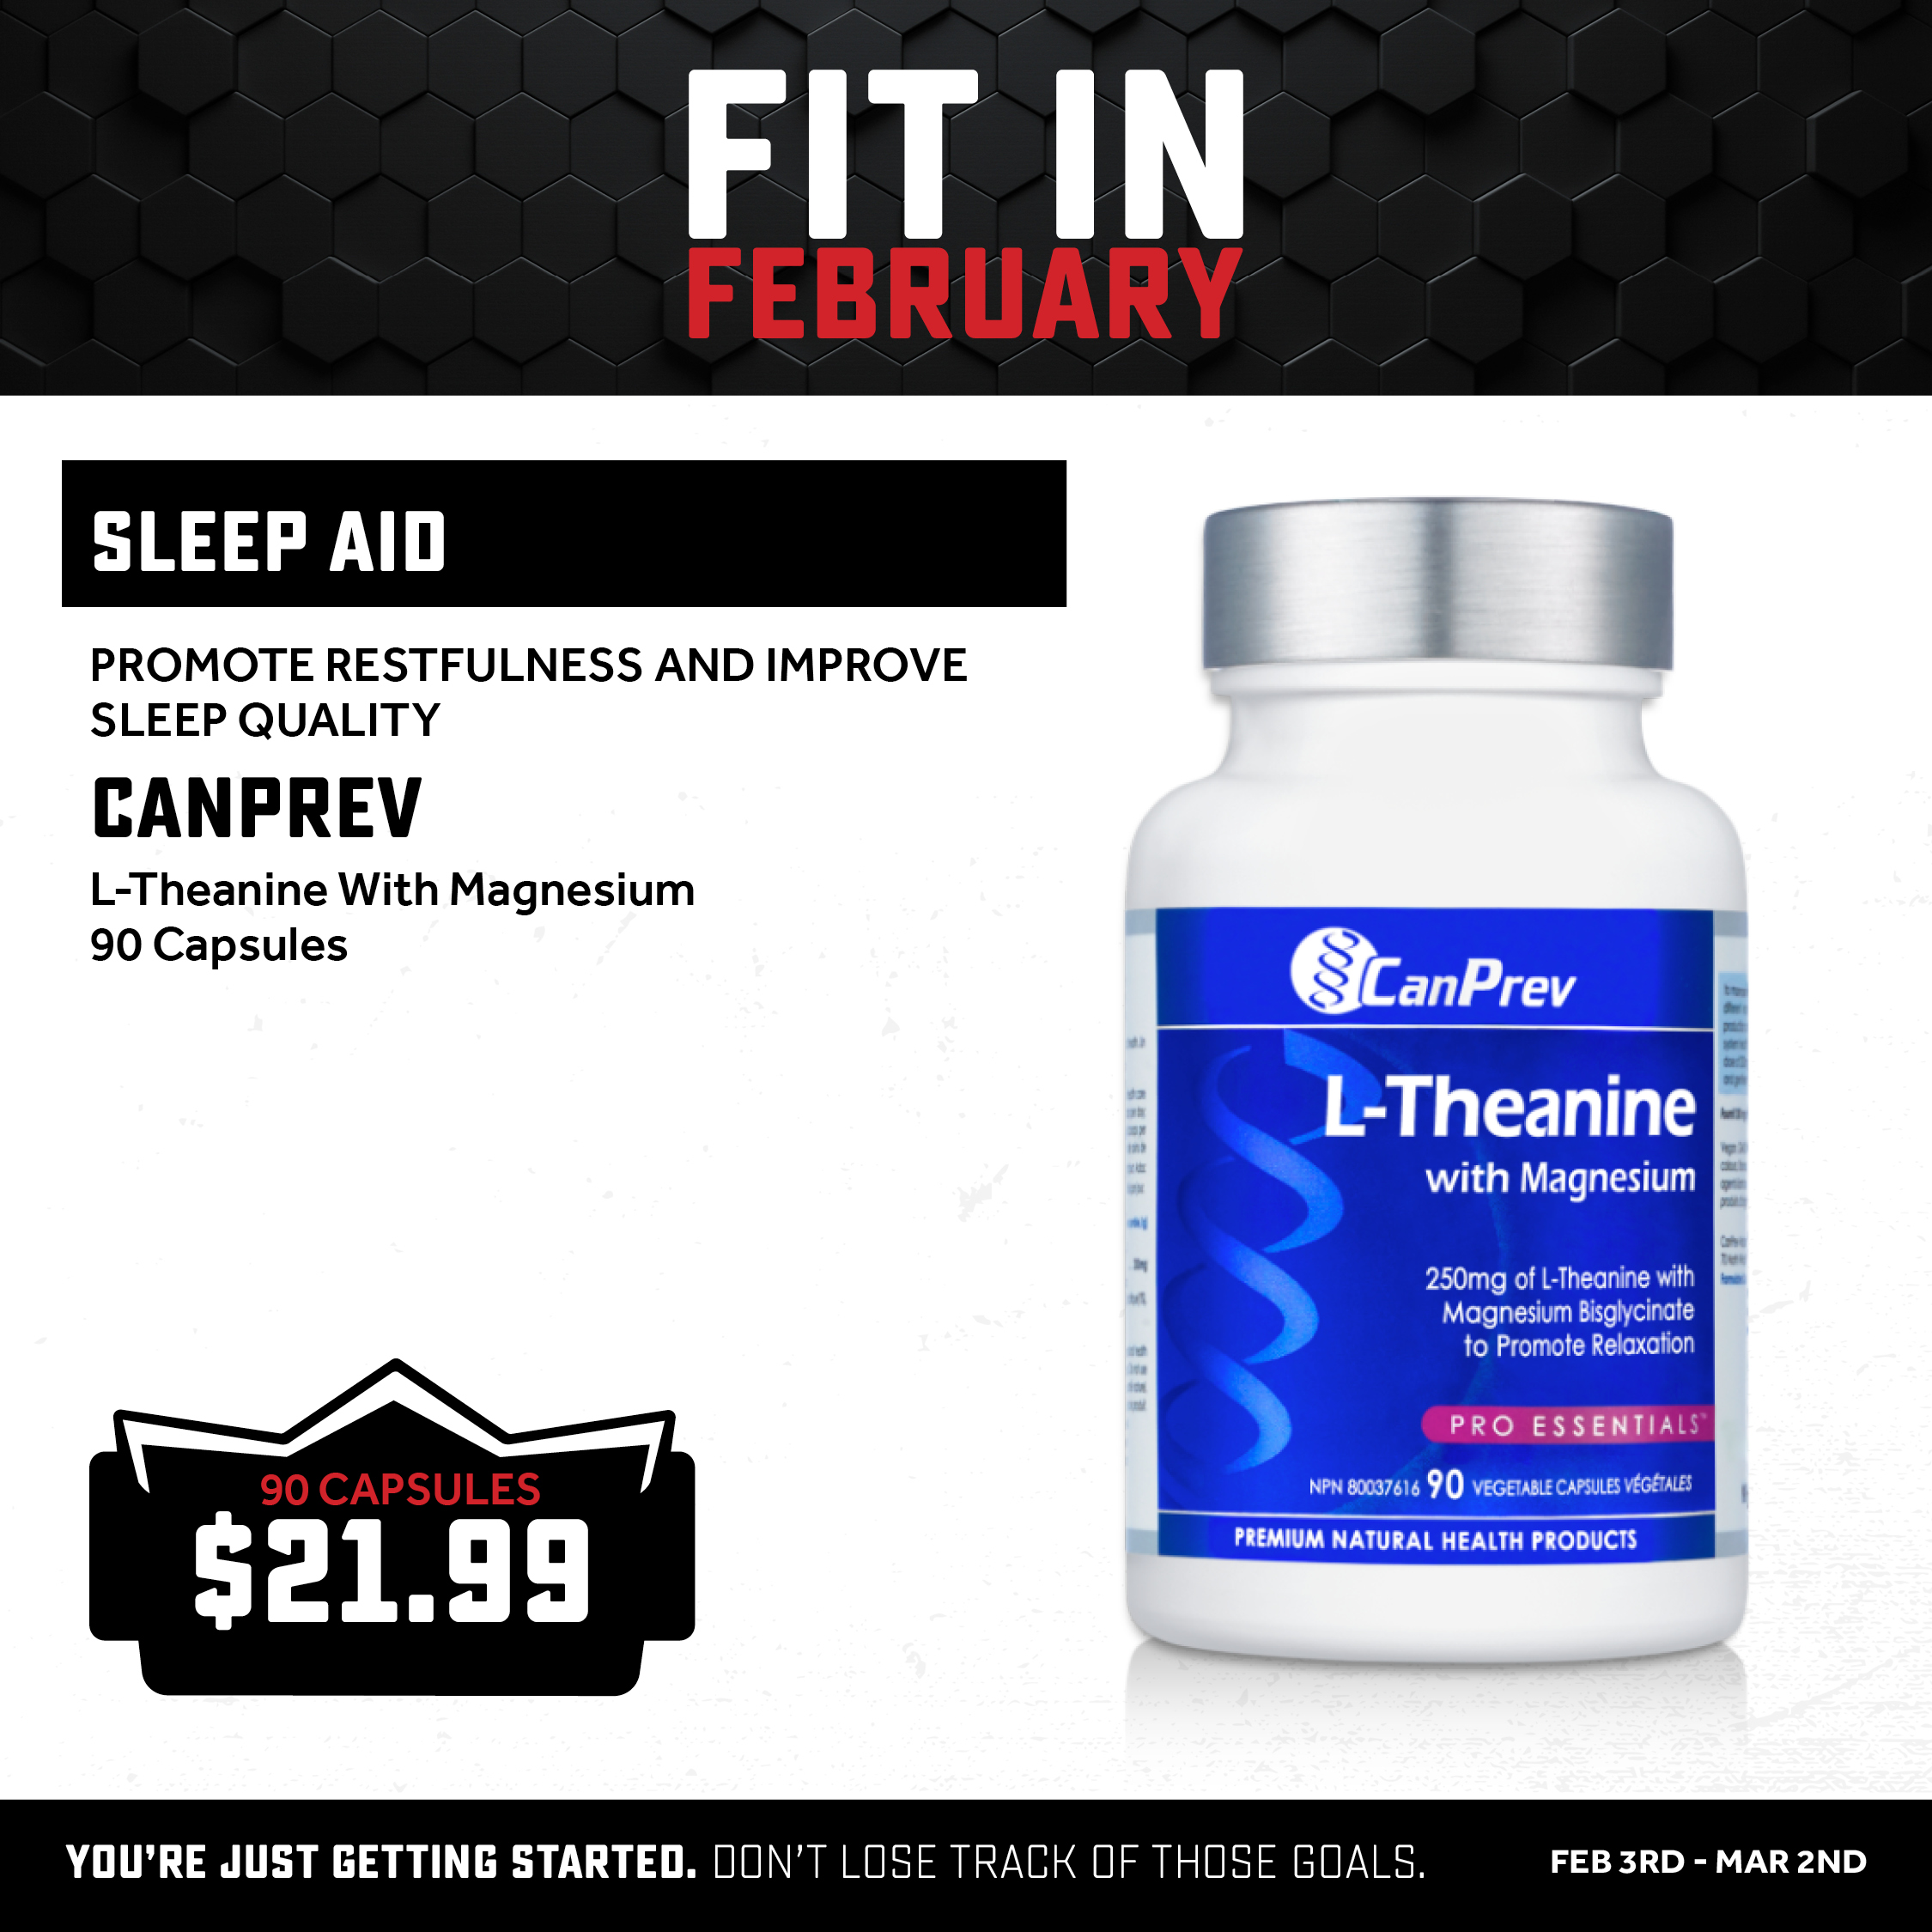 FIT IN
FEBRUARY
SLEEP AID
PROMOTE RESTFULNESS AND IMPROVE
SLEEP QUALITY
CANPREV
L-Theanine With Magnesium
90 Capsules
90 CAPSULES
$21.99
CanPrev
L-Theanine
with Magnesium
250mg of L-Theanine with
Magnesium Bisglycinate
to Promote Relaxation
PRO ESSENTIALS™
NPN 80037616 90 VEGETABLE CAPSULES VÉGÉTALES
PREMIUM NATURAL HEALTH PRODUCTS
YOU'RE JUST GETTING STARTED. DON'T LOSE TRACK OF THOSE GOALS.
FEB 3RD - MAR 2ND